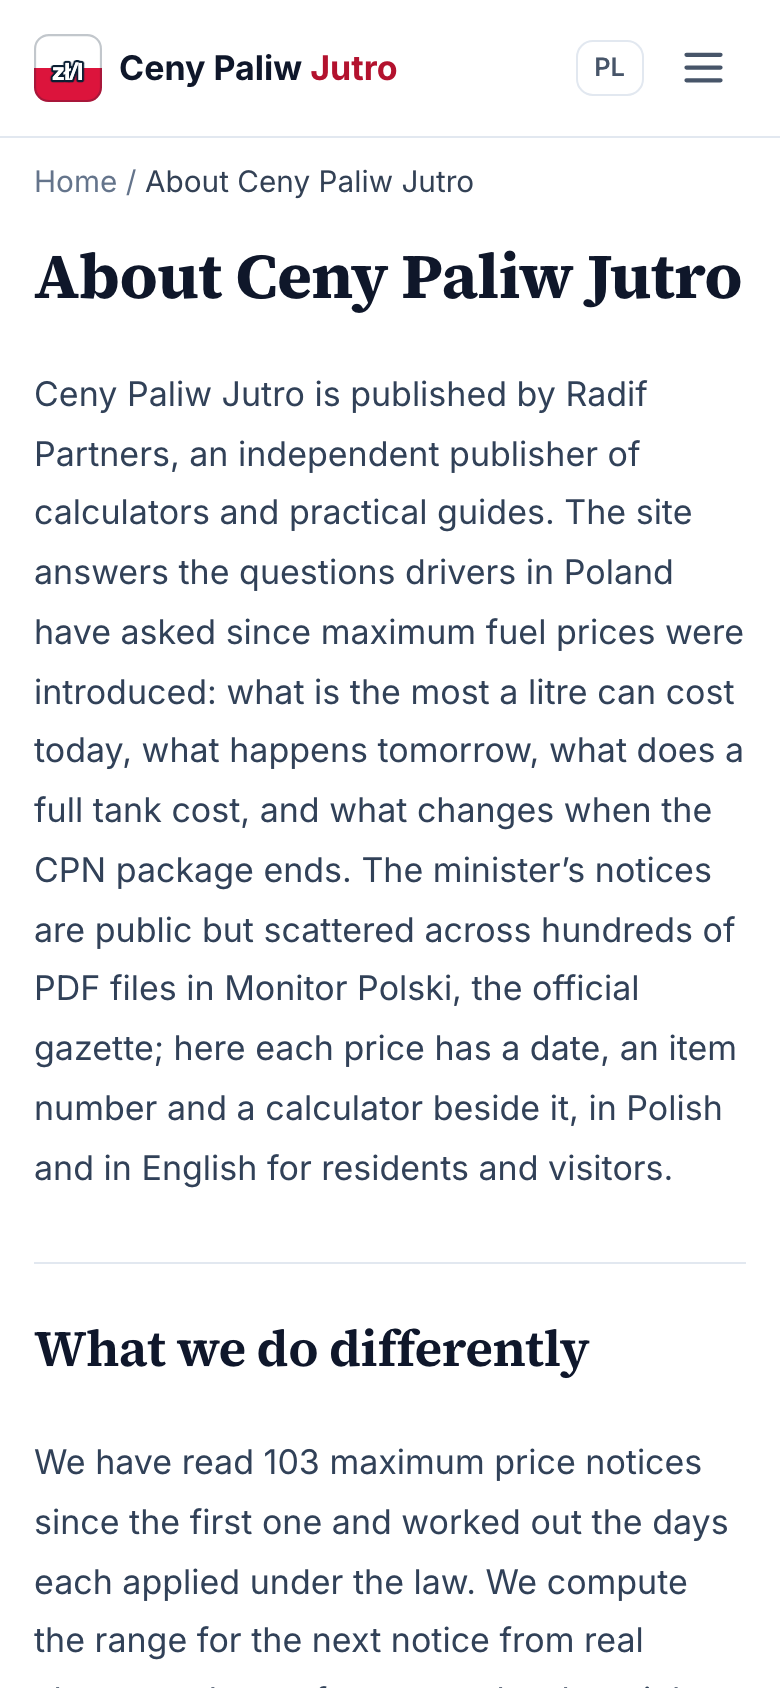 zł/l
Ceny Paliw Jutro
PL
Home / About Ceny Paliw Jutro
About Ceny Paliw Jutro
Ceny Paliw Jutro is published by Radif
Partners, an independent publisher of
calculators and practical guides. The site
answers the questions drivers in Poland
have asked since maximum fuel prices were
introduced: what is the most a litre can cost
today, what happens tomorrow, what does a
full tank cost, and what changes when the
CPN package ends. The minister’s notices
are public but scattered across hundreds of
PDF files in Monitor Polski, the official
gazette; here each price has a date, an item
number and a calculator beside it, in Polish
and in English for residents and visitors.
What we do differently
We have read 103 maximum price notices
since the first one and worked out the days
each applied under the law. We compute
the range for the next notice from real